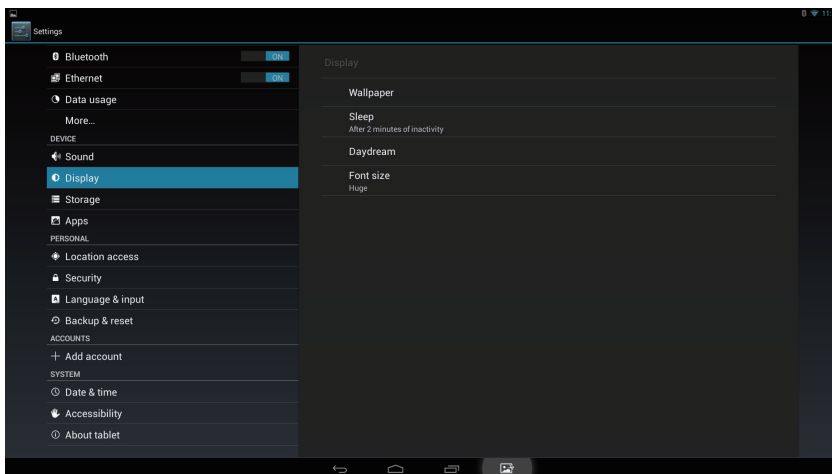 11:
Settings
Bluetooth ON
Ethernet ON
Data usage
More...
DEVICE
Sound
Display
Storage
Apps
PERSONAL
Location access
Security
Language & input
Backup & reset
ACCOUNTS
Add account
SYSTEM
Date & time
Accessibility
About tablet
Display
Wallpaper
Sleep
After 2 minutes of inactivity
Daydream
Font size
Huge